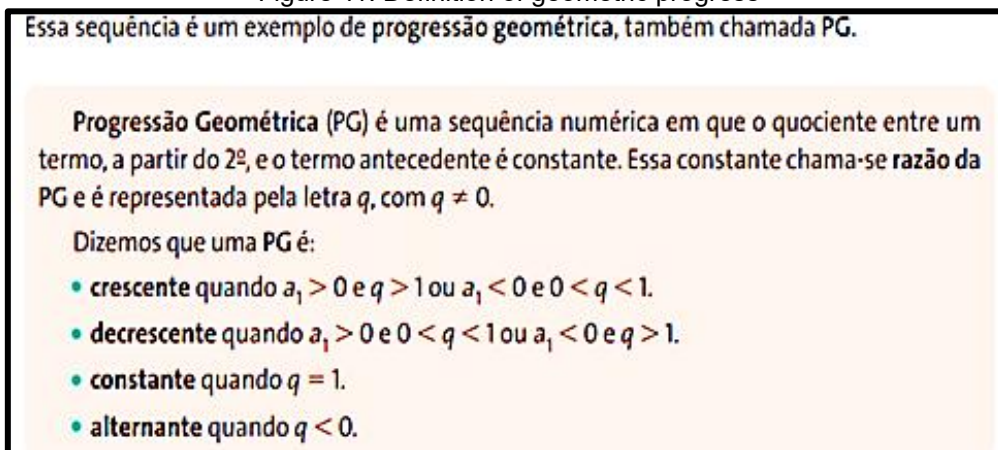 Essa sequência é um exemplo de progressão geométrica, também chamada PG.
Progressão Geométrica (PG) é uma sequência numérica em que o quociente entre um
termo, a partir do 2º, e o termo antecedente é constante. Essa constante chama-se razão da
PG e é representada pela letra q, com q ≠ 0.
Dizemos que uma PG é:
• crescente quando a₁ > 0 e q > 1 ou a₁ < 0 e 0 < q < 1.
• decrescente quando a₁ > 0 e 0 < q < 1 ou a₁ < 0 e q > 1.
• constante quando q = 1.
• alternante quando q < 0.